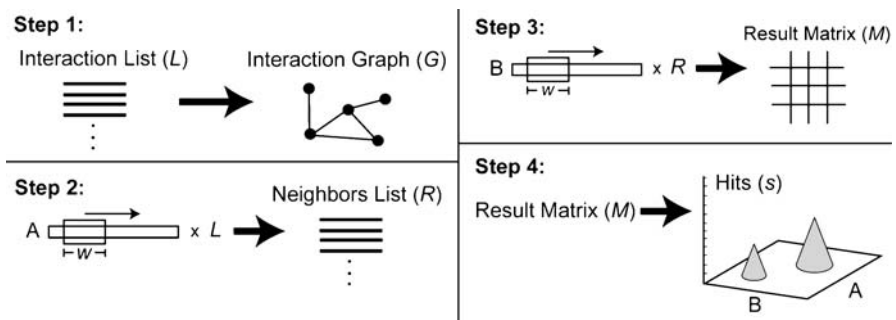 Step 1:
Interaction List (L)
Interaction Graph (G)
Step 2:
Neighbors List (R)
A
w
x L
Step 3:
Result Matrix (M)
B
w
x R
Step 4:
Hits (s)
Result Matrix (M)
B
A